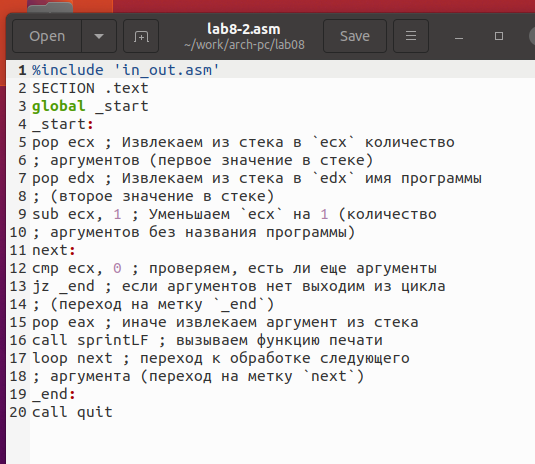 Open
lab8-2.asm
~/work/arch-pc/lab08
Save
1 %include 'in_out.asm'
2 SECTION .text
3 global _start
4 _start:
5 pop ecx ; Извлекаем из стека в `ecx` количество
6 ; аргументов (первое значение в стеке)
7 pop edx ; Извлекаем из стека в `edx` имя программы
8 ; (второе значение в стеке)
9 sub ecx, 1 ; Уменьшаем `ecx` на 1 (количество
10 ; аргументов без названия программы)
11 next:
12 cmp ecx, 0 ; проверяем, есть ли еще аргументы
13 jz _end ; если аргументов нет выходим из цикла
14 ; (переход на метку `_end`)
15 pop eax ; иначе извлекаем аргумент из стека
16 call sprintLF ; вызываем функцию печати
17 loop next ; переход к обработке следующего
18 ; аргумента (переход на метку `next`)
19 _end:
20 call quit